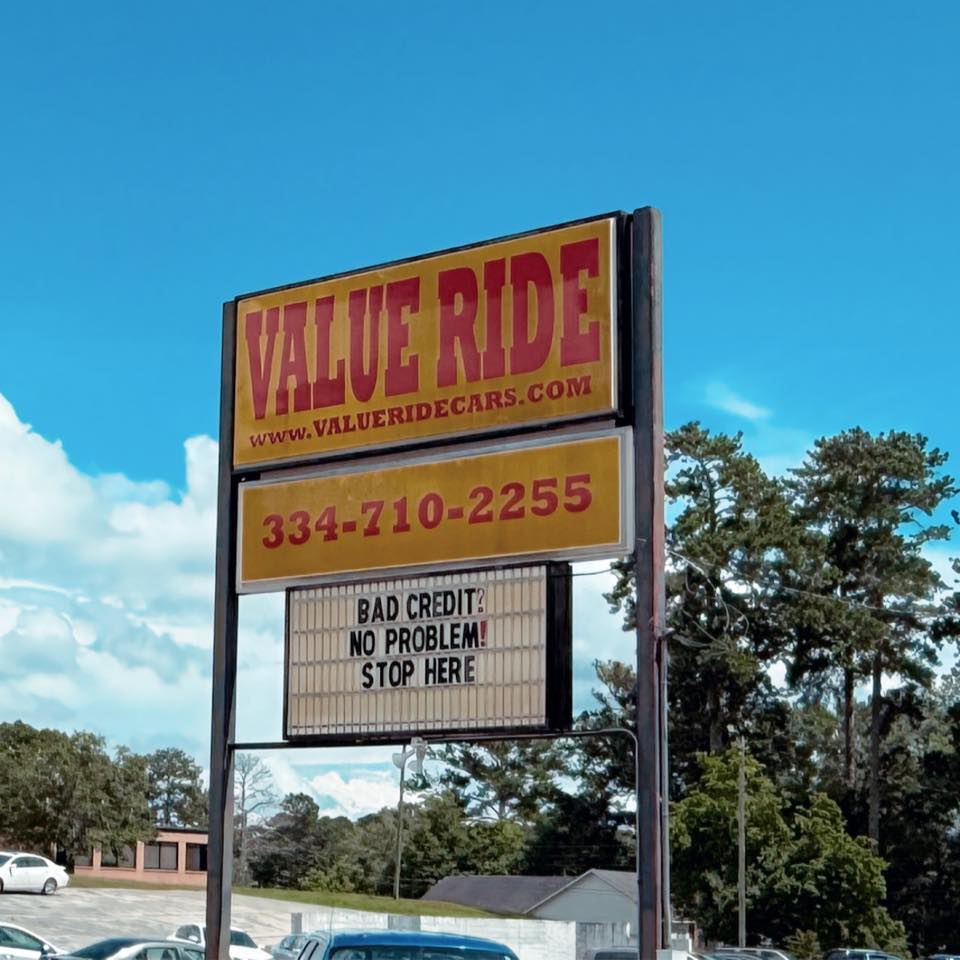 VALUE RIDE
www.VALUERIDECARS.COM
334-710-2255
BAD CREDIT?
NO PROBLEM!
STOP HERE